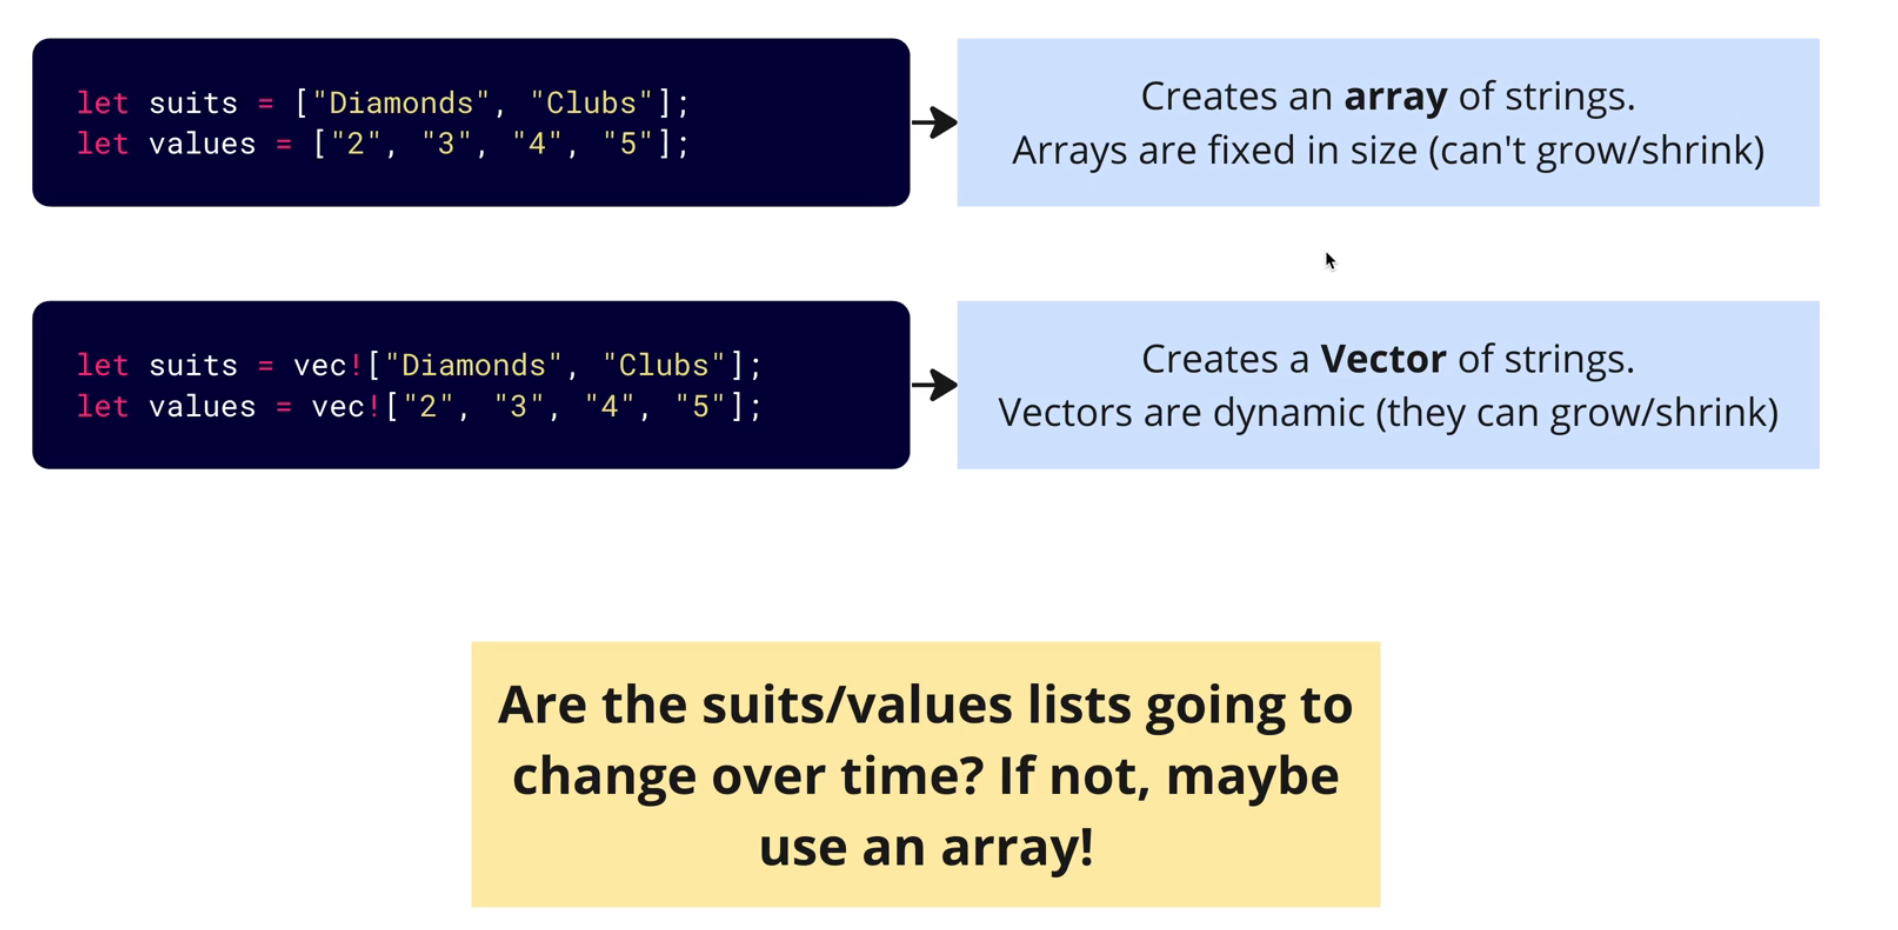 let suits = ["Diamonds", "Clubs"];
let values = ["2", "3", "4", "5"];
Creates an array of strings.
Arrays are fixed in size (can't grow/shrink)
let suits = vec!["Diamonds", "Clubs"];
let values = vec!["2", "3", "4", "5"];
Creates a Vector of strings.
Vectors are dynamic (they can grow/shrink)
Are the suits/values lists going to
change over time? If not, maybe
use an array!